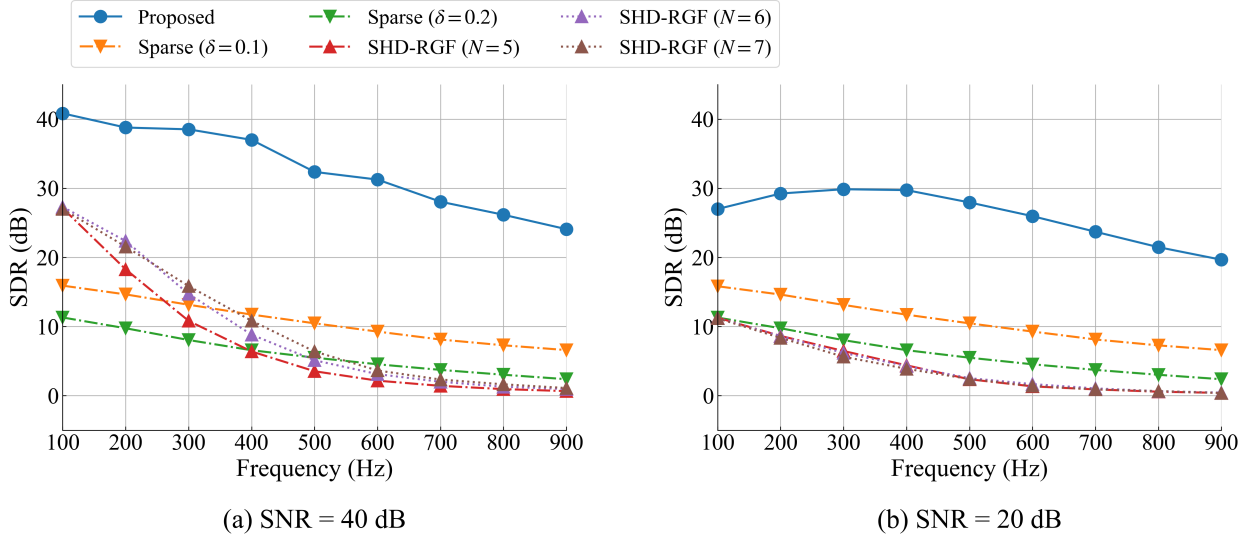 Proposed
Sparse (δ = 0.2)
SHD-RGF (N = 6)
Sparse (δ = 0.1)
SHD-RGF (N = 5)
SHD-RGF (N = 7)
SDR (dB)
40
30
20
10
0
100 200 300 400 500 600 700 800 900
Frequency (Hz)
(a) SNR = 40 dB
SDR (dB)
40
30
20
10
0
100 200 300 400 500 600 700 800 900
Frequency (Hz)
(b) SNR = 20 dB